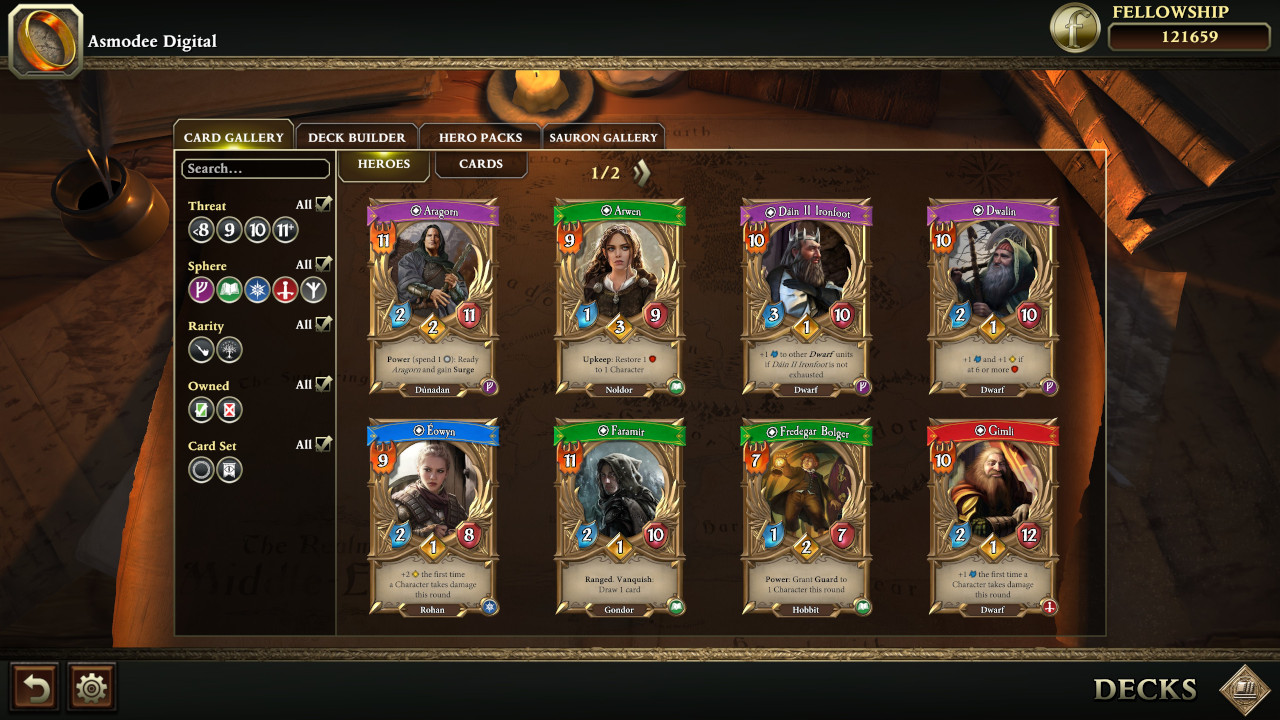 Asmodee Digital
FELLOWSHIP
121659
CARD GALLERY
DECK BUILDER
HERO PACKS
SAURON GALLERY
Search...
HEROES
CARDS
1/2
Threat
All
<8
9
10
11+
Sphere
All
Rarity
All
Owned
All
Card Set
All
Aragorn
11
2
2
11
Power (spend 1 ): Ready
Aragorn and gain Surge
Dúnadan
Arwen
9
1
3
9
Upkeep: Restore 1
to 1 Character
Noldor
Dáin II Ironfoot
10
3
1
10
+1 to other Dwarf units
if Dáin II Ironfoot is not
exhausted
Dwarf
Dwalin
10
2
1
10
+1 and +1 if
at 6 or more
Dwarf
Éowyn
9
2
1
8
+2 the first time
a Character takes damage
this round
Rohan
Faramir
11
2
1
10
Ranged. Vanquish:
Draw 1 card
Gondor
Fredegar Bolger
7
1
2
7
Power: Grant Guard to
1 Character this round
Hobbit
Gimli
10
2
1
12
+1 the first time a
Character takes damage
this round
Dwarf
DECKS